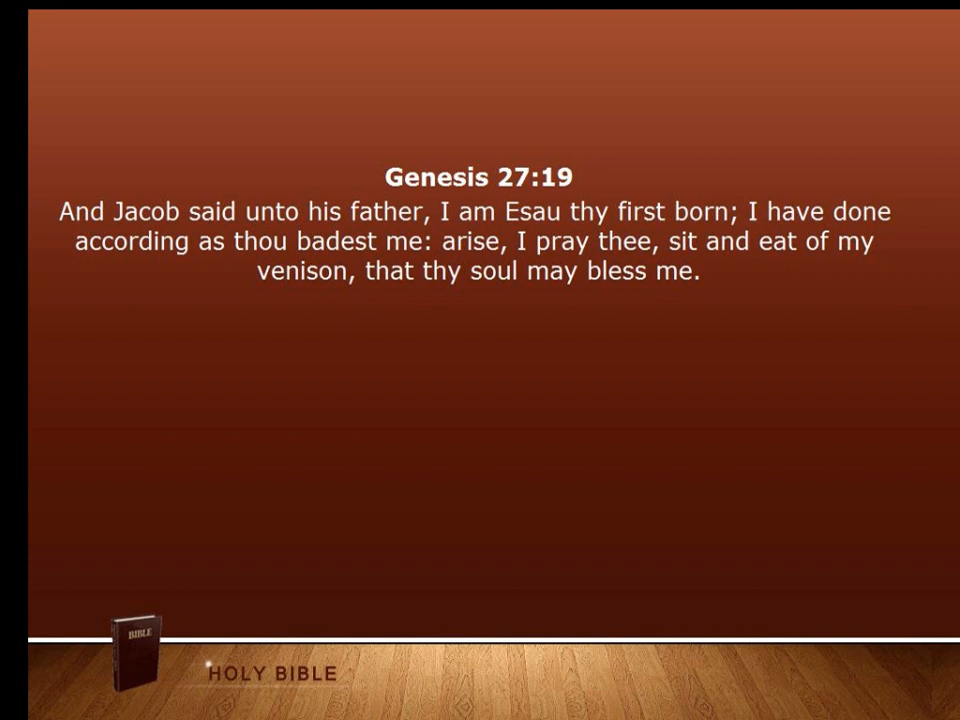 Genesis 27:19
And Jacob said unto his father, I am Esau thy first born; I have done
according as thou badest me: arise, I pray thee, sit and eat of my
venison, that thy soul may bless me.
BIBLE
HOLY BIBLE